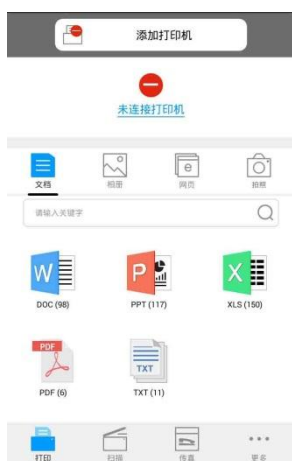 添加打印机
未连接打印机
文档 相册 网页 拍照
请输入关键字
W P X
DOC (98) PPT (117) XLS (150)
PDF TXT
PDF (6) TXT (11)
打印 扫描 传真 更多